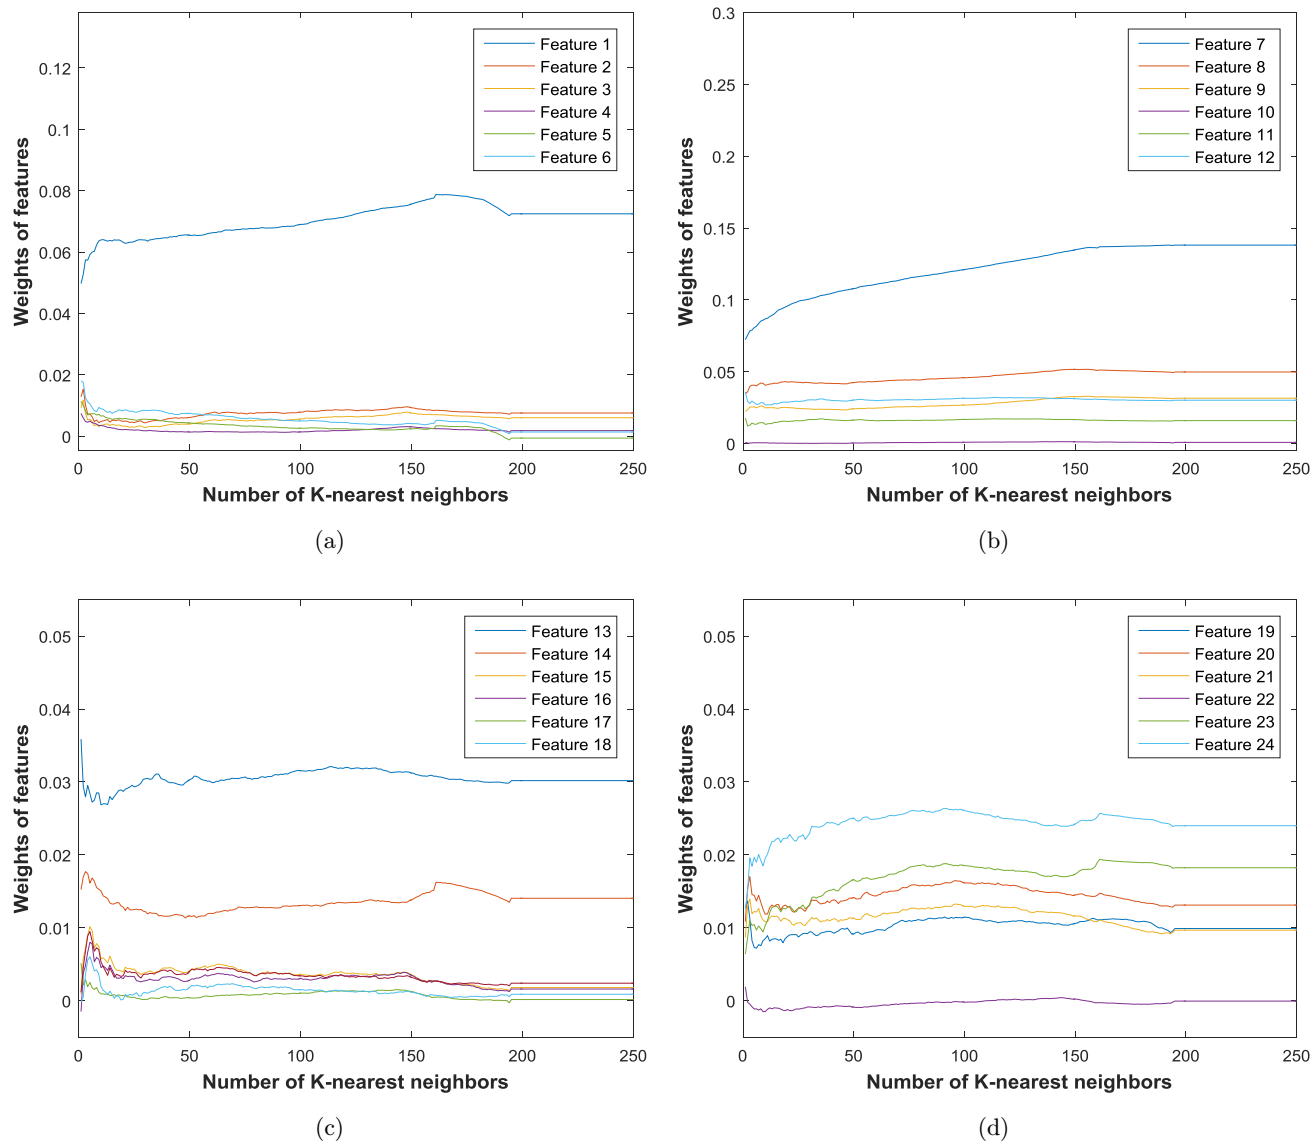 0.12
0.1
0.08
0.06
0.04
0.02
0
Weights of features
0 50 100 150 200 250
Number of K-nearest neighbors
Feature 1
Feature 2
Feature 3
Feature 4
Feature 5
Feature 6
(a)
0.3
0.25
0.2
0.15
0.1
0.05
0
Weights of features
0 50 100 150 200 250
Number of K-nearest neighbors
Feature 7
Feature 8
Feature 9
Feature 10
Feature 11
Feature 12
(b)
0.05
0.04
0.03
0.02
0.01
0
Weights of features
0 50 100 150 200 250
Number of K-nearest neighbors
Feature 13
Feature 14
Feature 15
Feature 16
Feature 17
Feature 18
(c)
0.05
0.04
0.03
0.02
0.01
0
Weights of features
0 50 100 150 200 250
Number of K-nearest neighbors
Feature 19
Feature 20
Feature 21
Feature 22
Feature 23
Feature 24
(d)